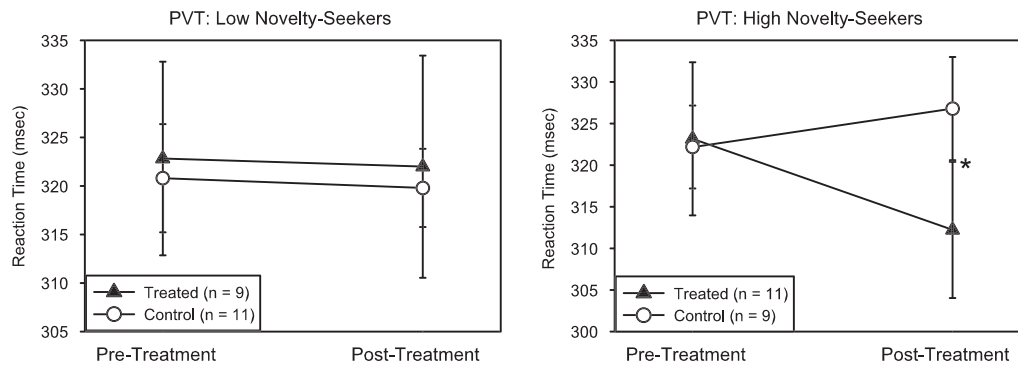 PVT: Low Novelty-Seekers
335
330
325
323
320
315
310
305
Reaction Time (msec)
Treated (n = 9)
Control (n = 11)
Pre-Treatment
Post-Treatment
PVT: High Novelty-Seekers
335
330
325
320
315
310
305
300
Reaction Time (msec)
*
Treated (n = 11)
Control (n = 9)
Pre-Treatment
Post-Treatment